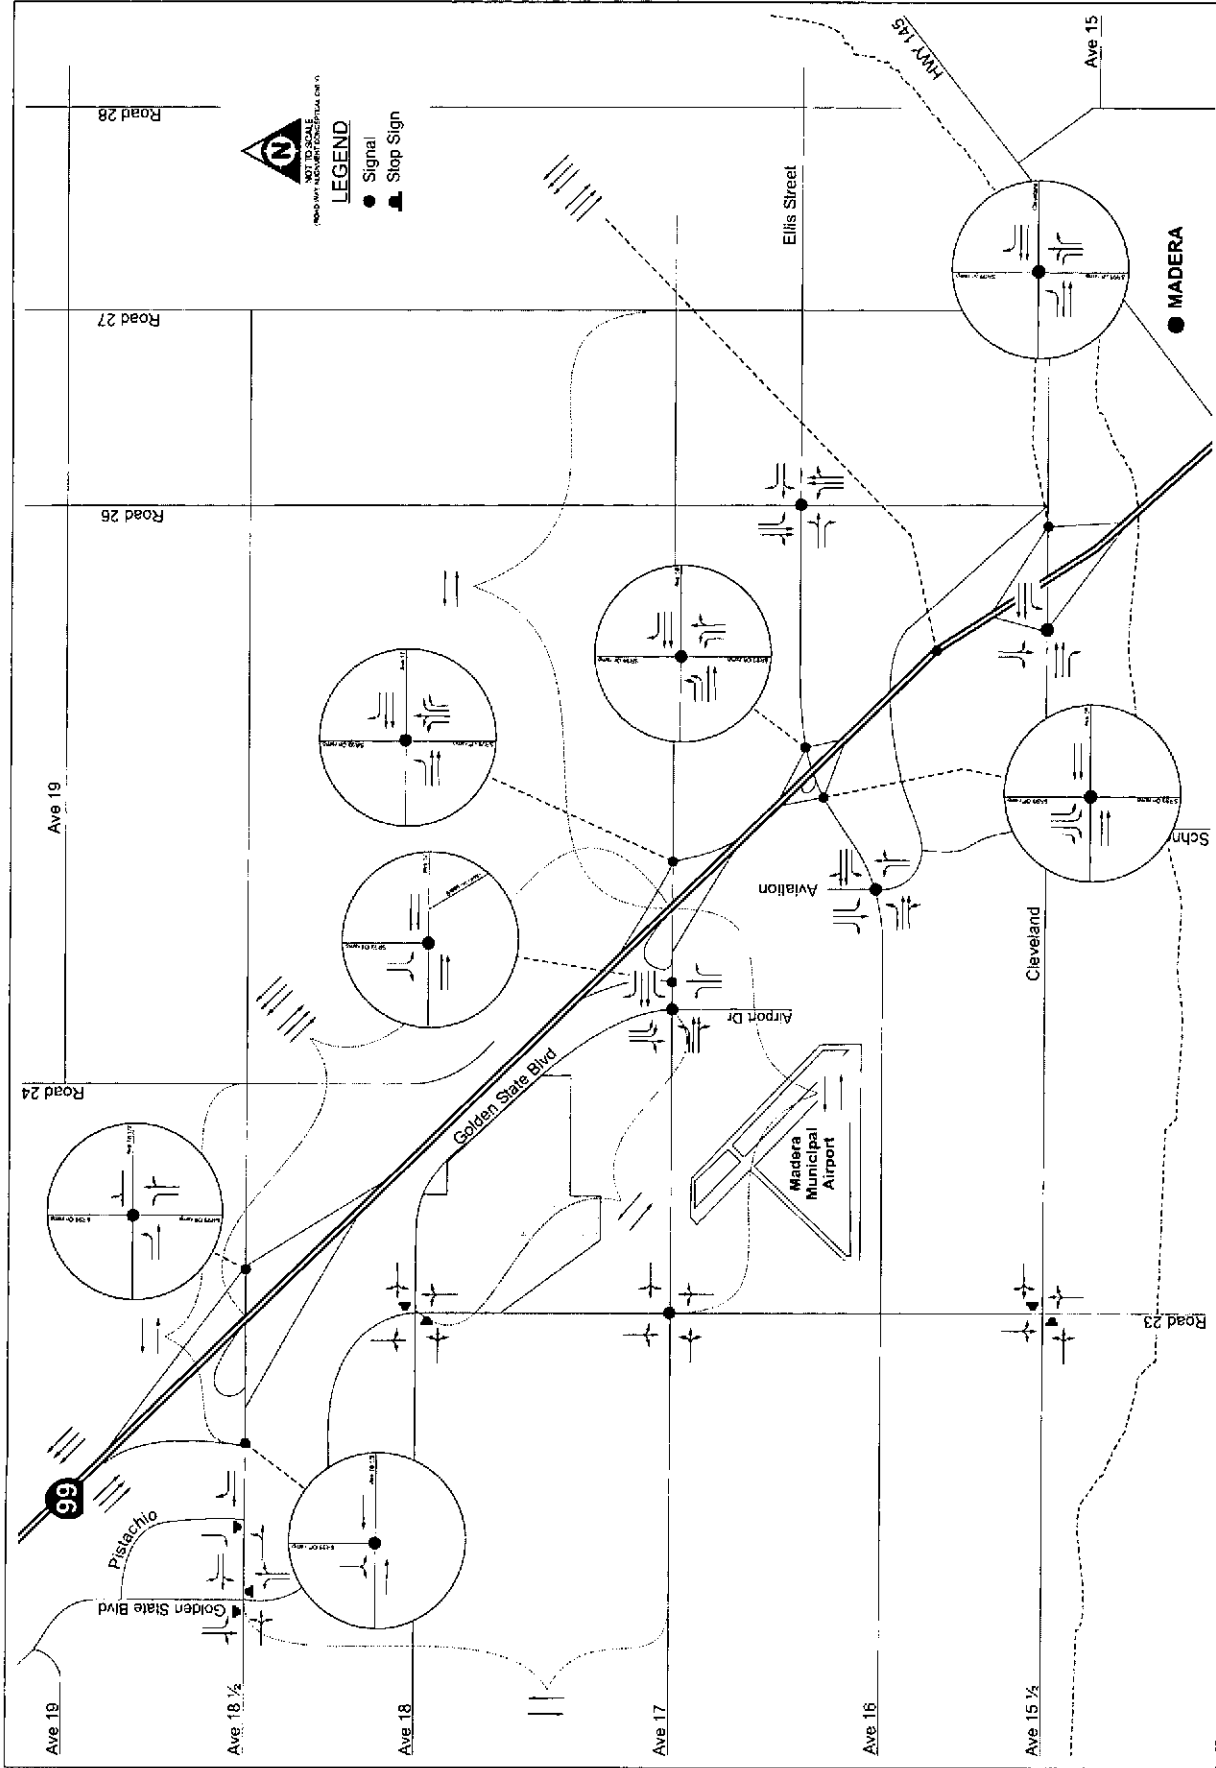 Ave 19
Ave 18 ½
Ave 18
Ave 17
Ave 16
Ave 15 ½
Golden State Blvd
Pistachio
99
Road 23
Road 24
Ave 19
Golden State Blvd
Madera
Municipal
Airport
Airport Dr
Aviation
Cleveland
Schn
Road 26
Road 27
Road 28
Ellis Street
HWY 145
Ave 15
MADERA
N
NOT TO SCALE
LEGEND
Signal
Stop Sign